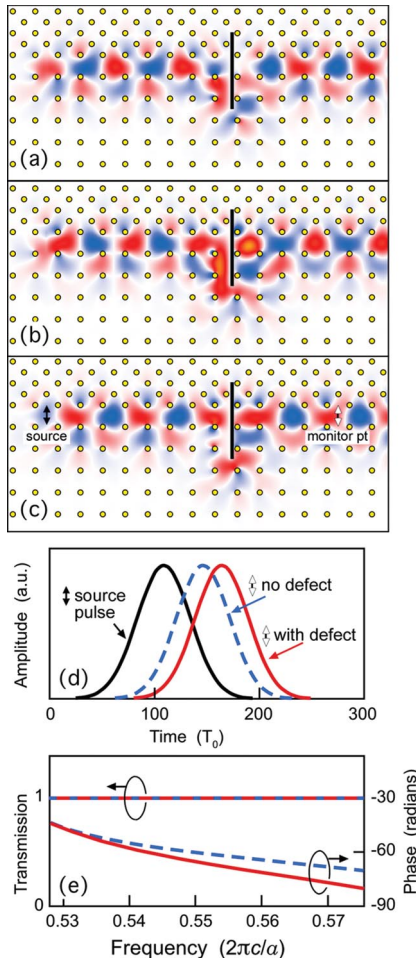 (a)
(b)
source
monitor pt
(c)
Amplitude (a.u.)
source
pulse
no defect
with defect
(d)
0
100
200
300
Time (T₀)
Transmission
1
0
(e)
-30
-60
-90
Phase (radians)
0.53
0.54
0.55
0.56
0.57
Frequency (2πc/a)